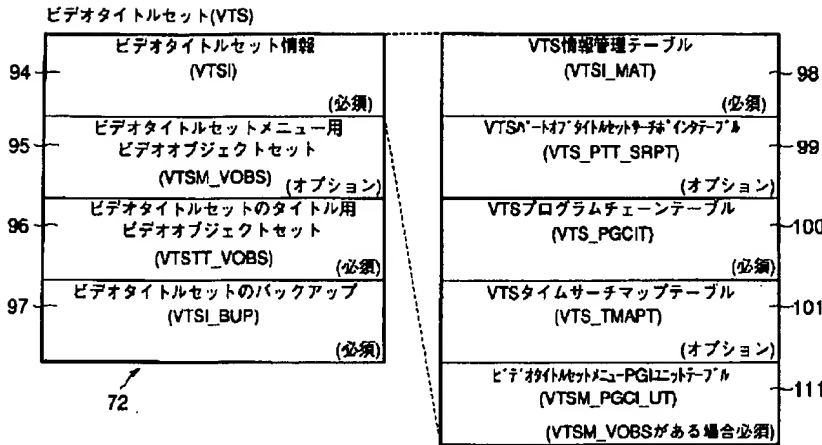 ビデオタイトルセット(VTS)
ビデオタイトルセット情報
(VTSI)
(必須)
94
ビデオタイトルセットメニュー用
ビデオオブジェクトセット
(VTSM_VOBS)
(オプション)
95
ビデオタイトルセットのタイトル用
ビデオオブジェクトセット
(VTSTT_VOBS)
(必須)
96
ビデオタイトルセットのバックアップ
(VTSI_BUP)
(必須)
97
72
VTS情報管理テーブル
(VTSI_MAT)
(必須)
98
VTSパートオブタイトルセットサーチポインタテーブル
(VTS_PTT_SRPT)
(オプション)
99
VTSプログラムチェーンテーブル
(VTS_PGCIT)
(必須)
100
VTSタイムサーチマップテーブル
(VTS_TMAPT)
(オプション)
101
ビデオタイトルセットメニューPGIユニットテーブル
(VTSM_PGCI_UT)
(VTSM_VOBSがある場合必須)
111